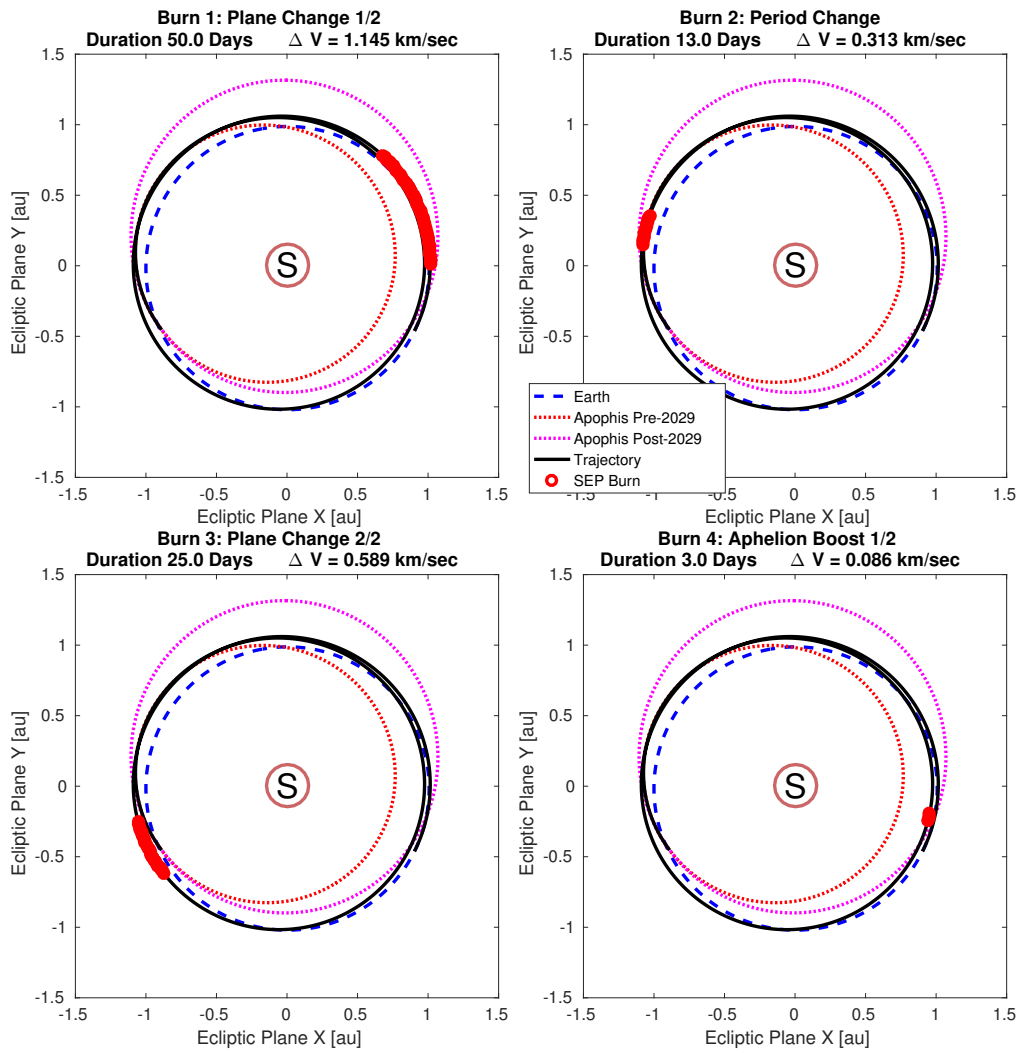 Burn 1: Plane Change 1/2
Duration 50.0 Days Δ V = 1.145 km/sec
1.5
1
0.5
0
-0.5
-1
-1.5
Ecliptic Plane Y [au]
S
-1.5 -1 -0.5 0 0.5 1 1.5
Ecliptic Plane X [au]
Burn 2: Period Change
Duration 13.0 Days Δ V = 0.313 km/sec
1.5
1
0.5
0
-0.5
-1
-1.5
Ecliptic Plane Y [au]
S
Earth
Apophis Pre-2029
Apophis Post-2029
Trajectory
SEP Burn
-1.5 -1 -0.5 0 0.5 1 1.5
Ecliptic Plane X [au]
Burn 3: Plane Change 2/2
Duration 25.0 Days Δ V = 0.589 km/sec
1.5
1
0.5
0
-0.5
-1
-1.5
Ecliptic Plane Y [au]
S
-1.5 -1 -0.5 0 0.5 1 1.5
Ecliptic Plane X [au]
Burn 4: Aphelion Boost 1/2
Duration 3.0 Days Δ V = 0.086 km/sec
1.5
1
0.5
0
-0.5
-1
-1.5
Ecliptic Plane Y [au]
S
-1.5 -1 -0.5 0 0.5 1 1.5
Ecliptic Plane X [au]